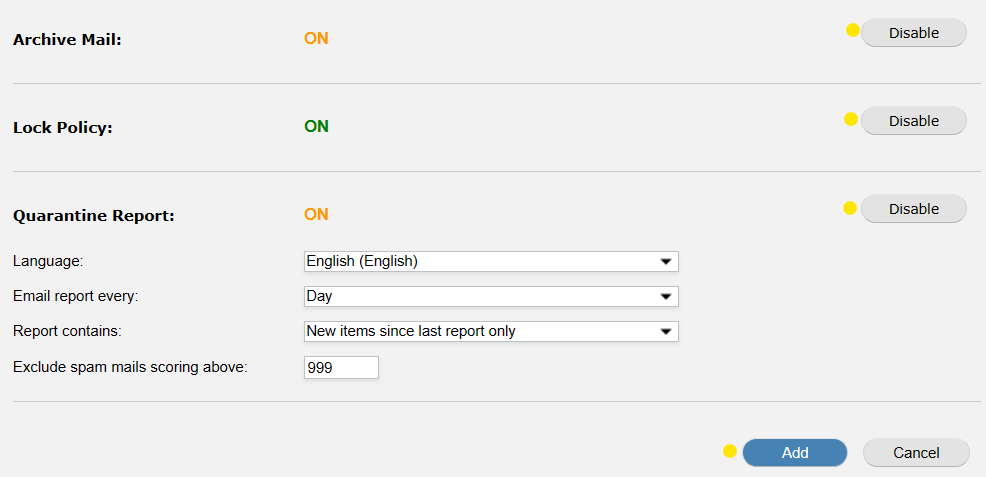 Archive Mail: ON Disable
Lock Policy: ON Disable
Quarantine Report: ON Disable
Language: English (English)
Email report every: Day
Report contains: New items since last report only
Exclude spam mails scoring above: 999
Add Cancel